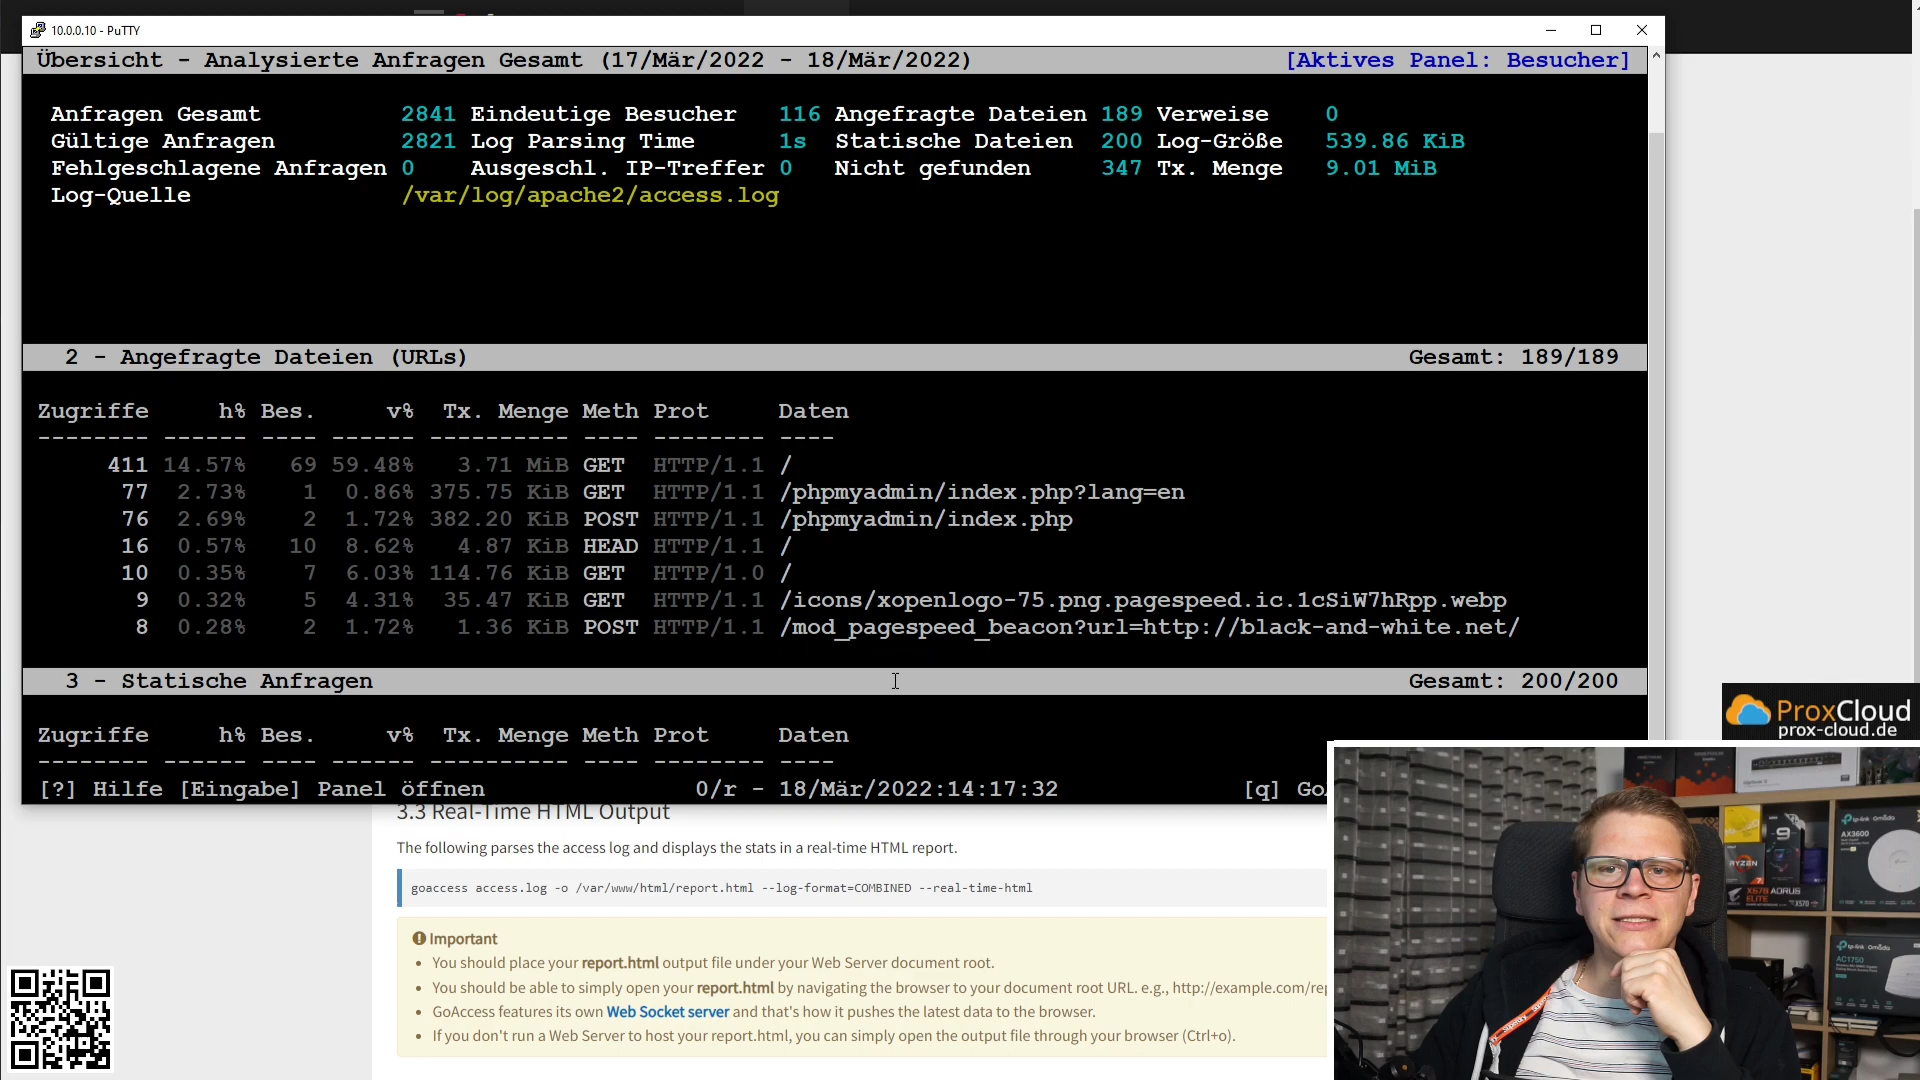 10.0.0.10 - PuTTY
Übersicht - Analysierte Anfragen Gesamt (17/Mär/2022 - 18/Mär/2022) [Aktives Panel: Besucher]
Anfragen Gesamt 2841 Eindeutige Besucher 116 Angefragte Dateien 189 Verweise 0
Gültige Anfragen 2821 Log Parsing Time 1s Statische Dateien 200 Log-Größe 539.86 KiB
Fehlgeschlagene Anfragen 0 Ausgeschl. IP-Treffer 0 Nicht gefunden 347 Tx. Menge 9.01 MiB
Log-Quelle /var/log/apache2/access.log
2 - Angefragte Dateien (URLs) Gesamt: 189/189
Zugriffe h% Bes. v% Tx. Menge Meth Prot Daten
-------- ------ ---- ------ ---------- ---- -------- ----
411 14.57% 69 59.48% 3.71 MiB GET HTTP/1.1 /
77 2.73% 1 0.86% 375.75 KiB GET HTTP/1.1 /phpmyadmin/index.php?lang=en
76 2.69% 2 1.72% 382.20 KiB POST HTTP/1.1 /phpmyadmin/index.php
16 0.57% 10 8.62% 4.87 KiB HEAD HTTP/1.1 /
10 0.35% 7 6.03% 114.76 KiB GET HTTP/1.0 /
9 0.32% 5 4.31% 35.47 KiB GET HTTP/1.1 /icons/xopenlogo-75.png.pagespeed.ic.1cSiW7hRpp.webp
8 0.28% 2 1.72% 1.36 KiB POST HTTP/1.1 /mod_pagespeed_beacon?url=http://black-and-white.net/
3 - Statische Anfragen Gesamt: 200/200
Zugriffe h% Bes. v% Tx. Menge Meth Prot Daten
-------- ------ ---- ------ ---------- ---- -------- ----
[?] Hilfe [Eingabe] Panel öffnen 0/r - 18/Mär/2022:14:17:32 [q] Go
ProxCloud
prox-cloud.de
3.3 Real-Time HTML Output
The following parses the access log and displays the stats in a real-time HTML report.
goaccess access.log -o /var/www/html/report.html --log-format=COMBINED --real-time-html
Important
• You should place your report.html output file under your Web Server document root.
• You should be able to simply open your report.html by navigating the browser to your document root URL. e.g., http://example.com/rep
• GoAccess features its own Web Socket server and that's how it pushes the latest data to the browser.
• If you don't run a Web Server to host your report.html, you can simply open the output file through your browser (Ctrl+o).
RYZEN
9
X570 AORUS
ELITE
X570
tp-link omada
AX3600
tp-link omada
AC1750